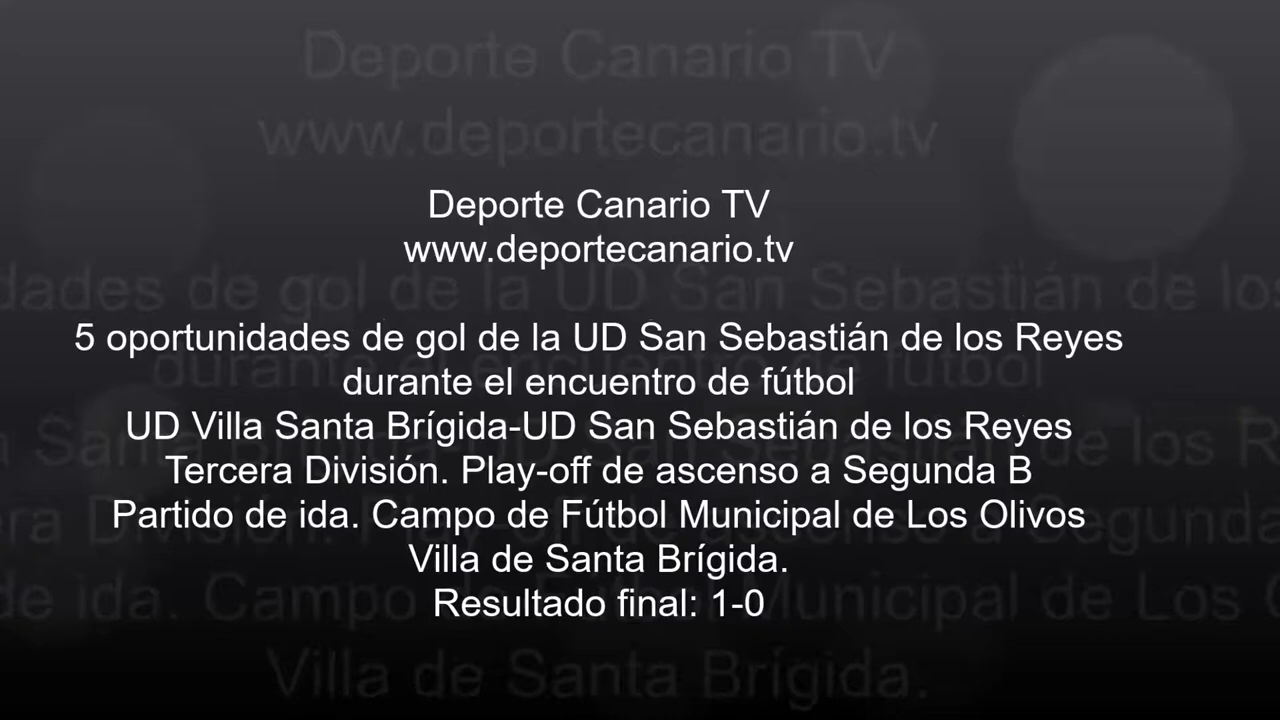 Deporte Canario TV
www.deportecanario.tv
5 oportunidades de gol de la UD San Sebastián de los Reyes
durante el encuentro de fútbol
UD Villa Santa Brígida-UD San Sebastián de los Reyes
Tercera División. Play-off de ascenso a Segunda B
Partido de ida. Campo de Fútbol Municipal de Los Olivos
Villa de Santa Brígida.
Resultado final: 1-0